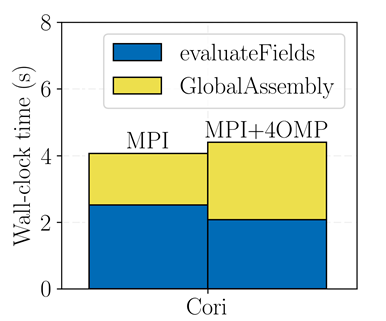 8
6
4
2
0
Wall-clock time (s)
evaluateFields
GlobalAssembly
MPI
MPI+4OMP
Cori